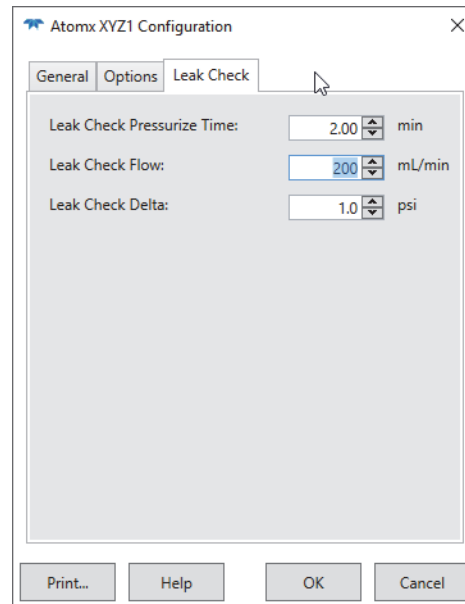 Atomx XYZ1 Configuration
General Options Leak Check
Leak Check Pressurize Time: 2.00 min
Leak Check Flow: 200 mL/min
Leak Check Delta: 1.0 psi
Print... Help OK Cancel